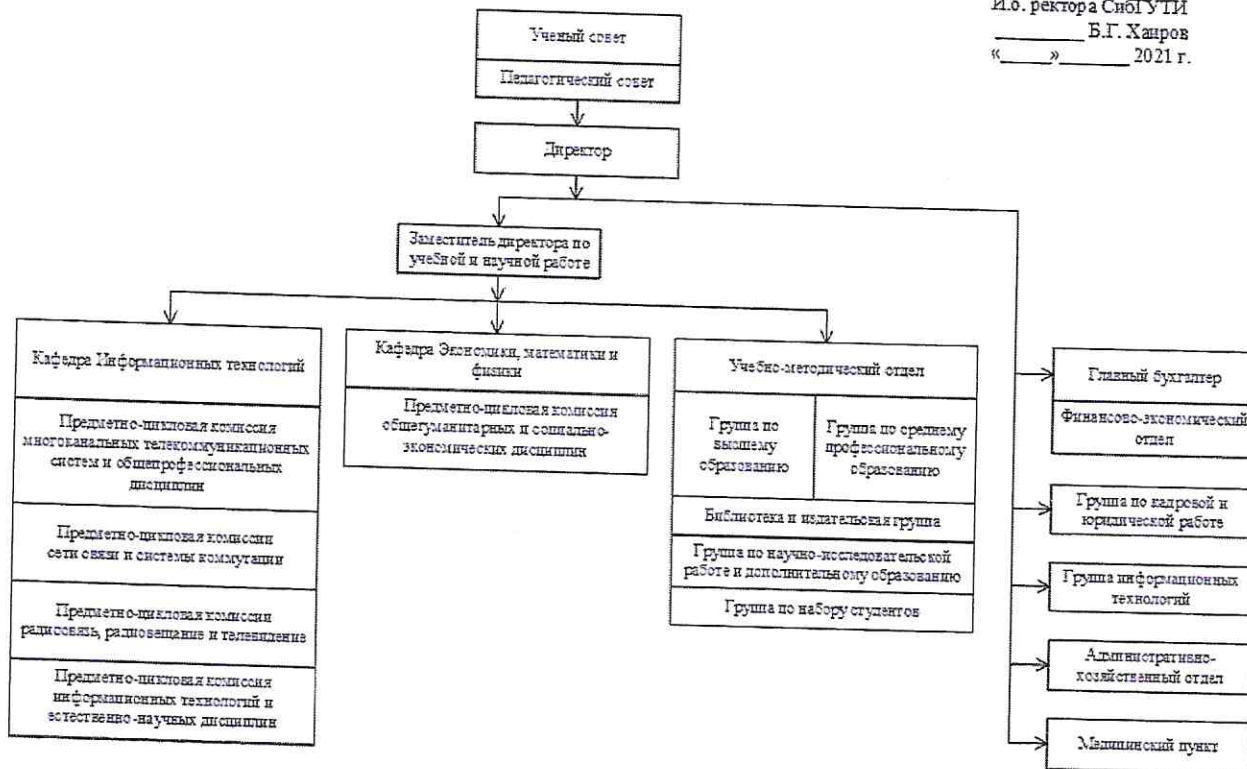 И.о. ректора СибГУТИ
________ Б.Г. Хаиров
«_____»_______ 2021 г.
Ученый совет
Педагогический совет
Директор
Заместитель директора по
учебной и научной работе
Кафедра Информационных технологий
Предметно-цикловая комиссия
многоканальных телекоммуникационных
систем и общепрофессиональных
дисциплин
Предметно-цикловая комиссия
сети связи и системы коммутации
Предметно-цикловая комиссия
радиосвязь, радиовещание и телевидение
Предметно-цикловая комиссия
информационных технологий и
естественно-научных дисциплин
Кафедра Экономики, математики и
физики
Предметно-цикловая комиссия
общегуманитарных и социально-
экономических дисциплин
Учебно-методический отдел
Группа по
высшему
образованию
Группа по среднему
профессиональному
образованию
Библиотека и издательская группа
Группа по научно-исследовательской
работе и дополнительному образованию
Группа по набору студентов
Главный бухгалтер
Финансово-экономический
отдел
Группа по кадровой и
юридической работе
Группа информационных
технологий
Административно-
хозяйственный отдел
Медицинский пункт